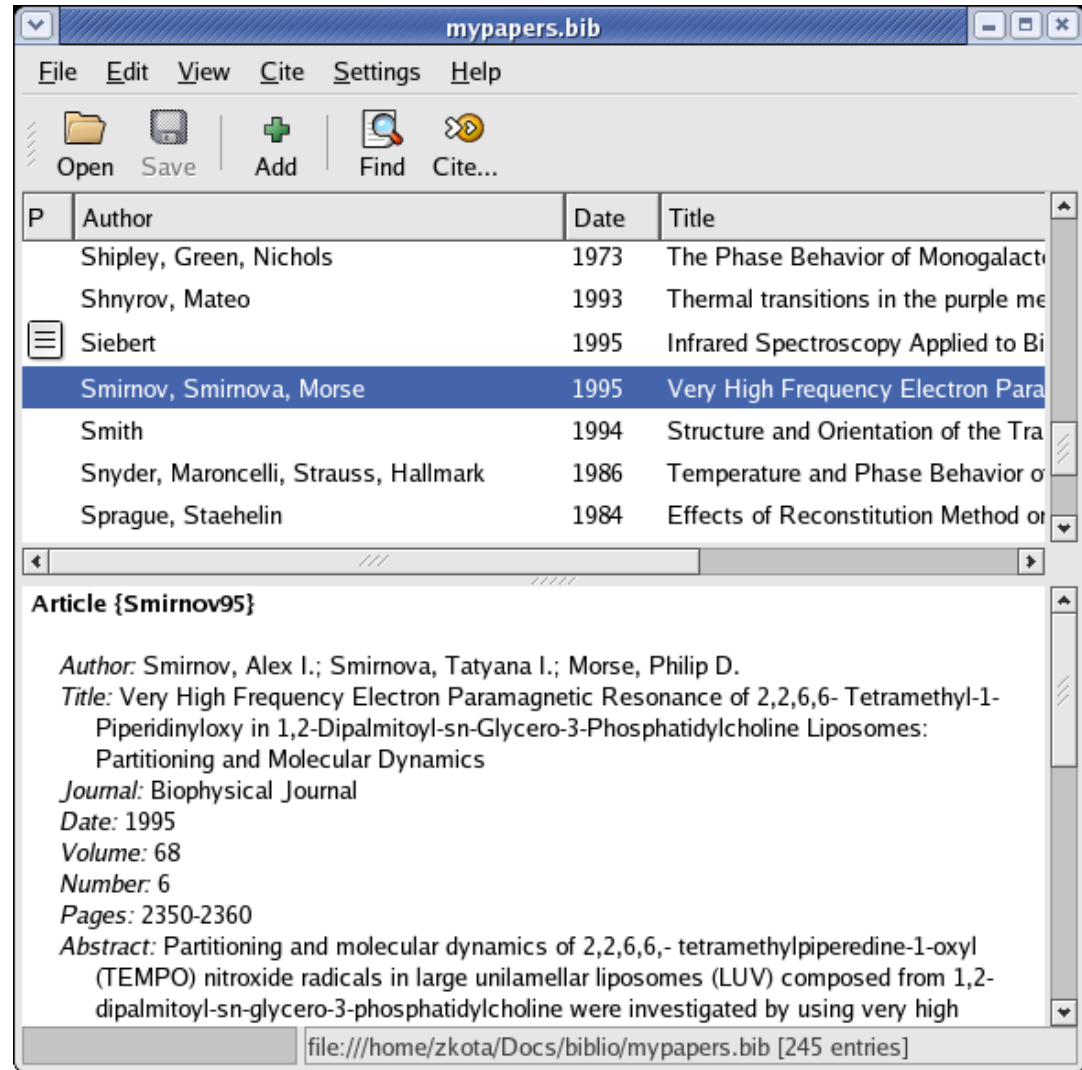 mypapers.bib
File Edit View Cite Settings Help
Open Save Add Find Cite...
P Author Date Title
Shipley, Green, Nichols 1973 The Phase Behavior of Monogalact
Shnyrov, Mateo 1993 Thermal transitions in the purple me
Siebert 1995 Infrared Spectroscopy Applied to Bi
Smirnov, Smirnova, Morse 1995 Very High Frequency Electron Para
Smith 1994 Structure and Orientation of the Tra
Snyder, Maroncelli, Strauss, Hallmark 1986 Temperature and Phase Behavior o
Sprague, Staehelin 1984 Effects of Reconstitution Method or
Article {Smirnov95}
Author: Smirnov, Alex I.; Smirnova, Tatyana I.; Morse, Philip D.
Title: Very High Frequency Electron Paramagnetic Resonance of 2,2,6,6- Tetramethyl-1-
Piperidinyloxy in 1,2-Dipalmitoyl-sn-Glycero-3-Phosphatidylcholine Liposomes:
Partitioning and Molecular Dynamics
Journal: Biophysical Journal
Date: 1995
Volume: 68
Number: 6
Pages: 2350-2360
Abstract: Partitioning and molecular dynamics of 2,2,6,6,- tetramethylpiperedine-1-oxyl
(TEMPO) nitroxide radicals in large unilamellar liposomes (LUV) composed from 1,2-
dipalmitoyl-sn-glycero-3-phosphatidylcholine were investigated by using very high
file:///home/zkota/Docs/biblio/mypapers.bib [245 entries]